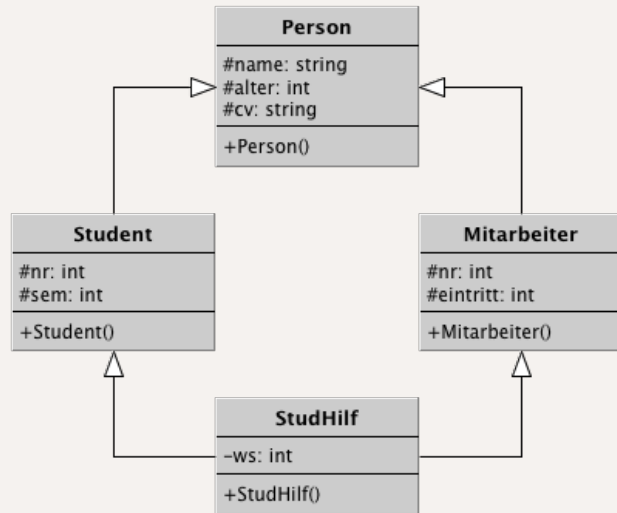 Person
#name: string
#alter: int
#cv: string
+Person()
Student
#nr: int
#sem: int
+Student()
Mitarbeiter
#nr: int
#eintritt: int
+Mitarbeiter()
StudHilf
-ws: int
+StudHilf()